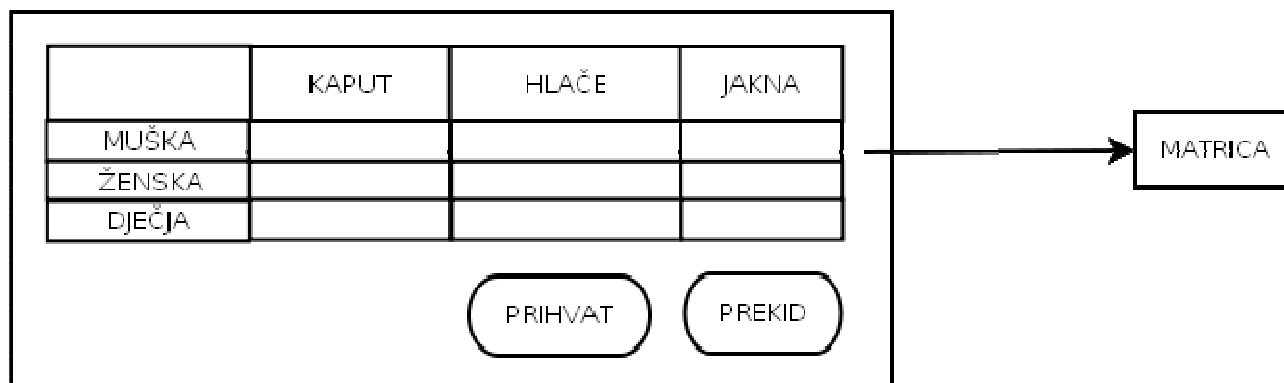 KAPUT HLAČE JAKNA
MUŠKA
ŽENSKA
DJEČJA
MATRICA
PRIHVAT PREKID